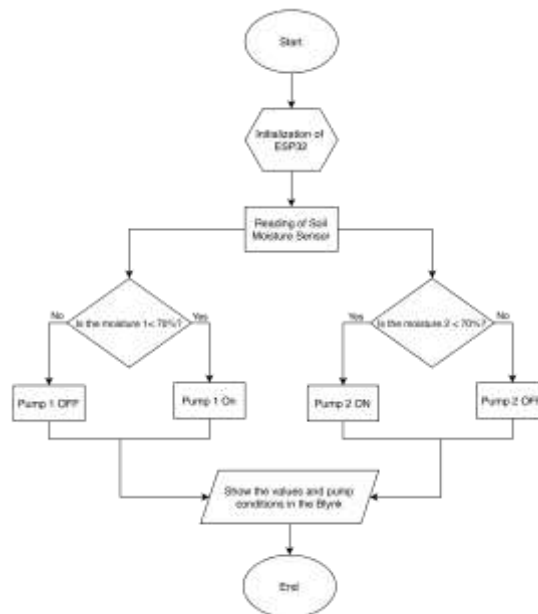 Start
Initialization of
ESP32
Reading of Soil
Moisture Sensor
No
Is the moisture 1< 70%?
Yes
Yes
Is the moisture 2 < 70%?
No
Pump 1 OFF
Pump 1 On
Pump 2 ON
Pump 2 OFF
Show the values and pump
conditions in the Blynk
End